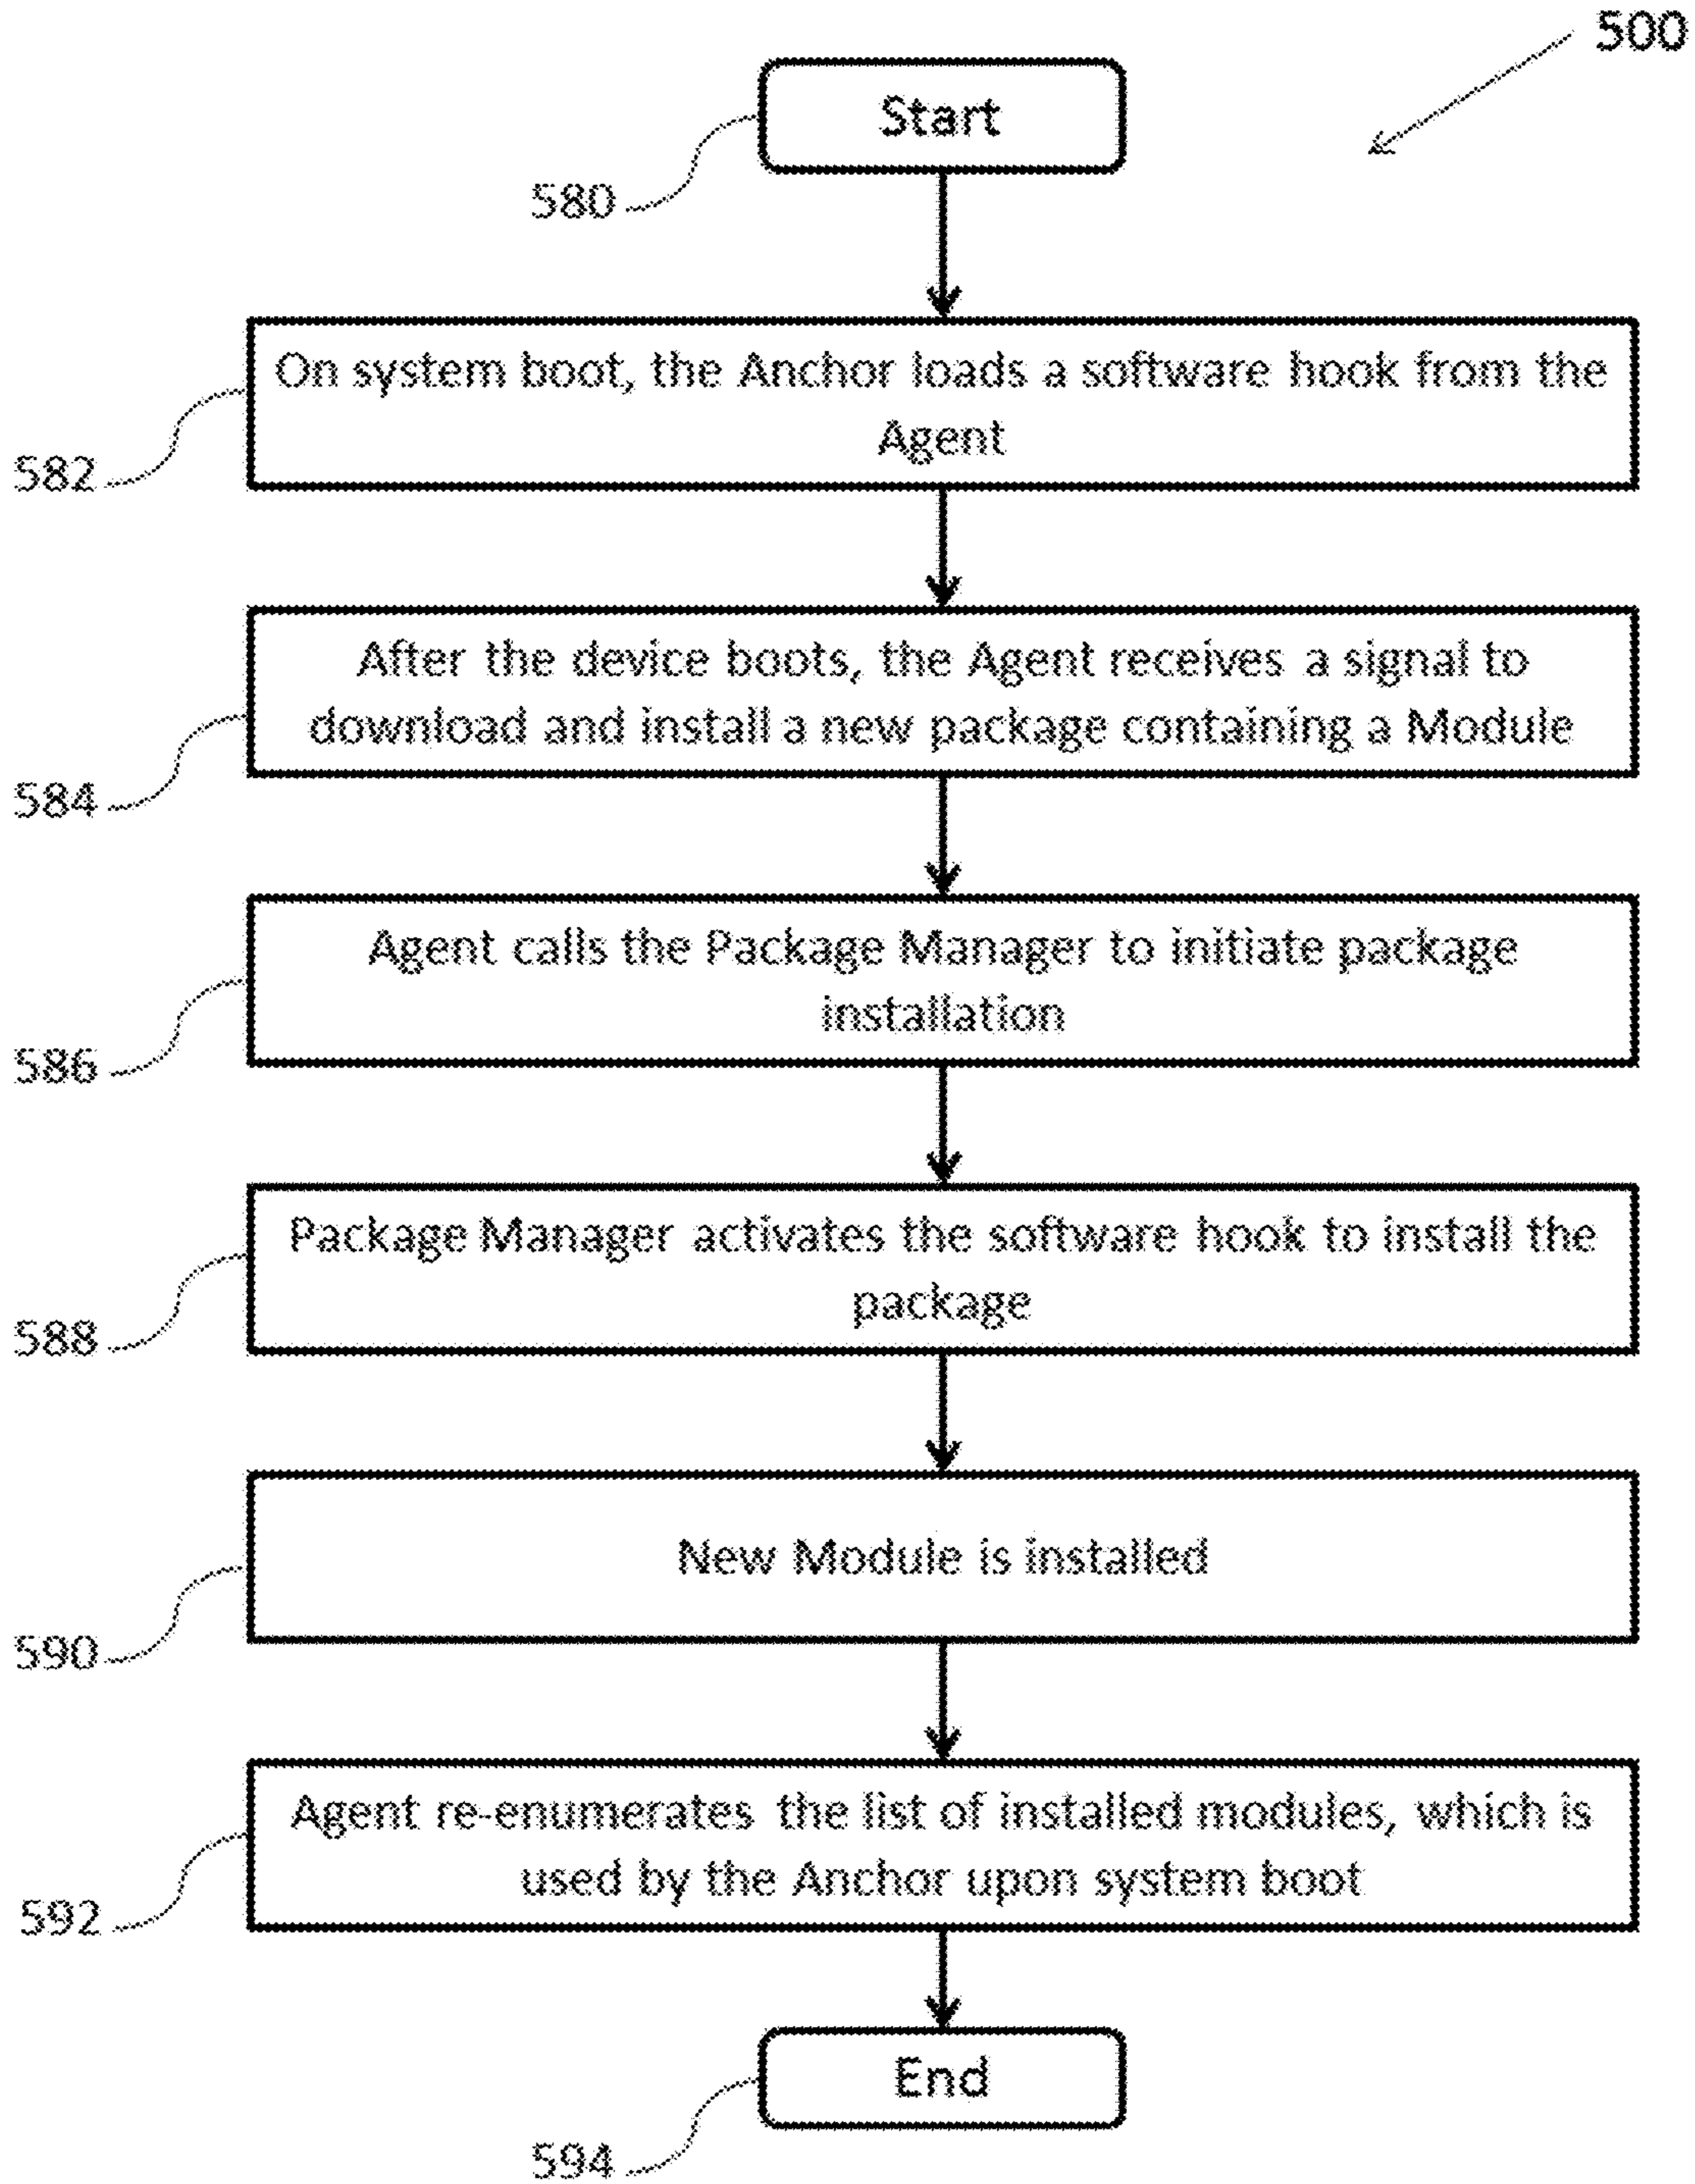 500
Start
580
On system boot, the Anchor loads a software hook from the
Agent
582
After the device boots, the Agent receives a signal to
download and install a new package containing a Module
584
Agent calls the Package Manager to initiate package
installation
586
Package Manager activates the software hook to install the
package
588
New Module is installed
590
Agent re-enumerates the list of installed modules, which is
used by the Anchor upon system boot
592
End
594